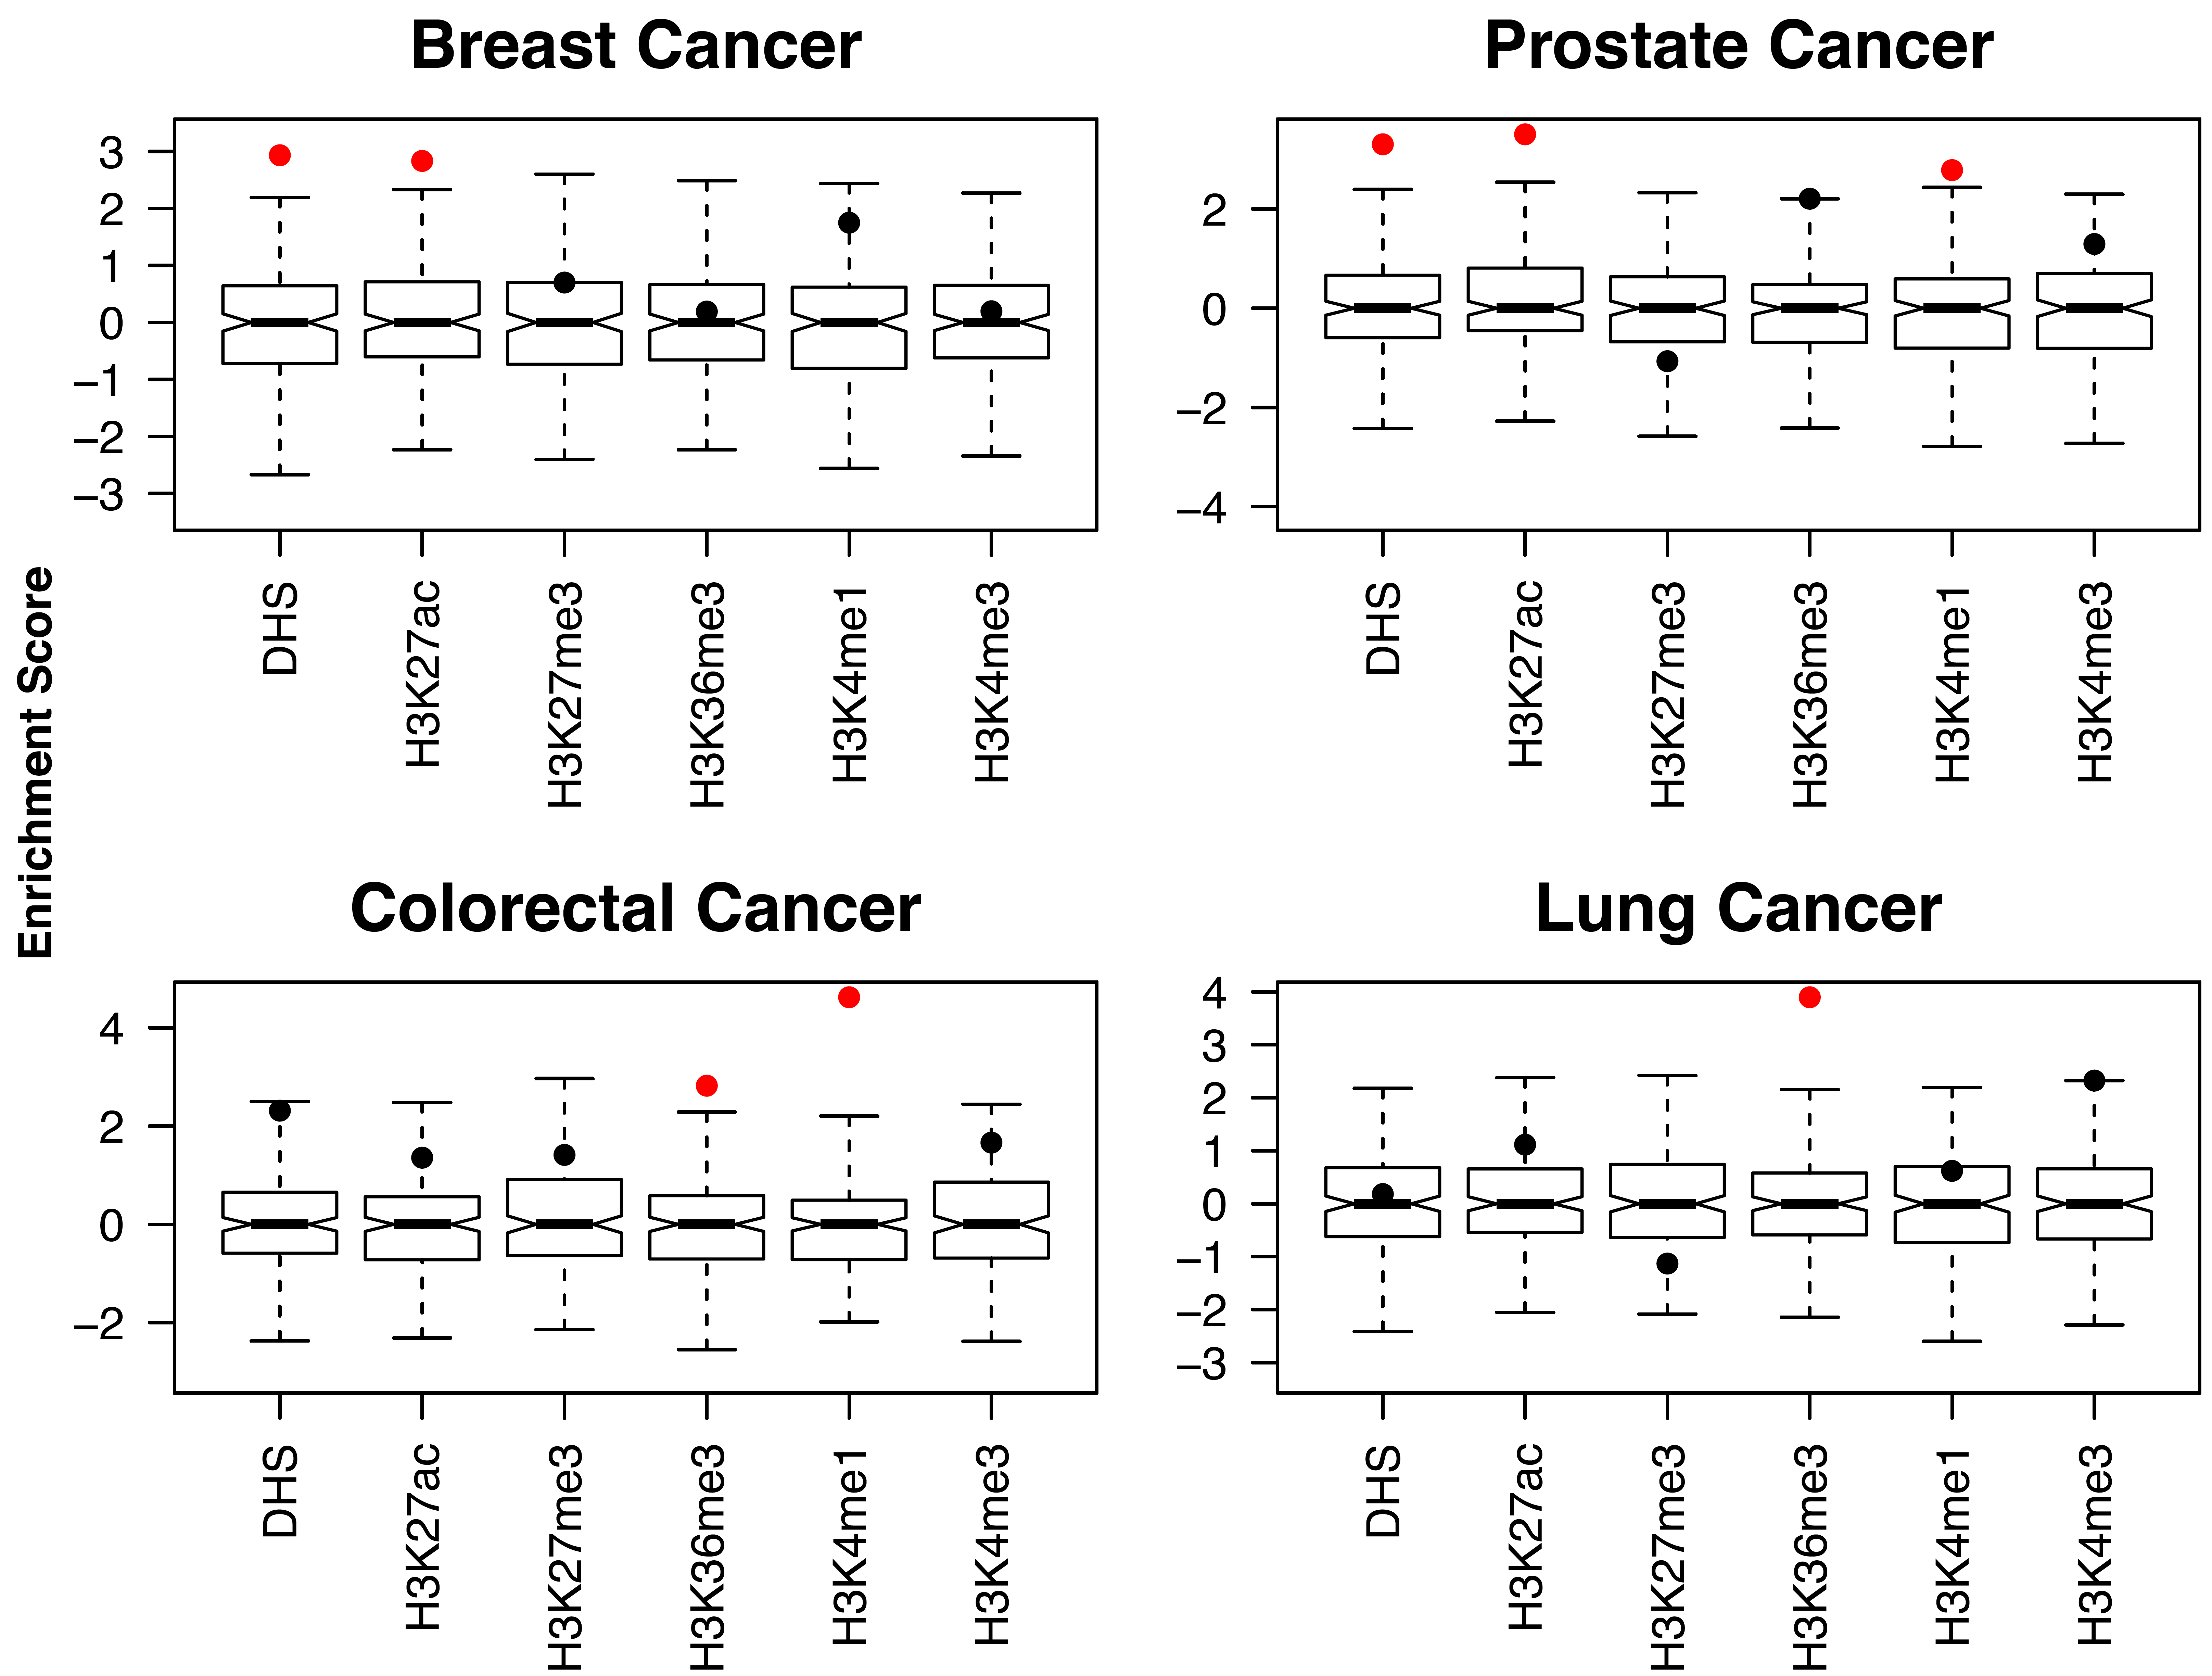 Breast Cancer
3
2
1
0
−1
−2
−3
DHS
H3K27ac
H3K27me3
H3K36me3
H3K4me1
H3K4me3
Prostate Cancer
2
0
−2
−4
DHS
H3K27ac
H3K27me3
H3K36me3
H3K4me1
H3K4me3
Enrichment Score
Colorectal Cancer
4
2
0
−2
DHS
H3K27ac
H3K27me3
H3K36me3
H3K4me1
H3K4me3
Lung Cancer
4
3
2
1
0
−1
−2
−3
DHS
H3K27ac
H3K27me3
H3K36me3
H3K4me1
H3K4me3